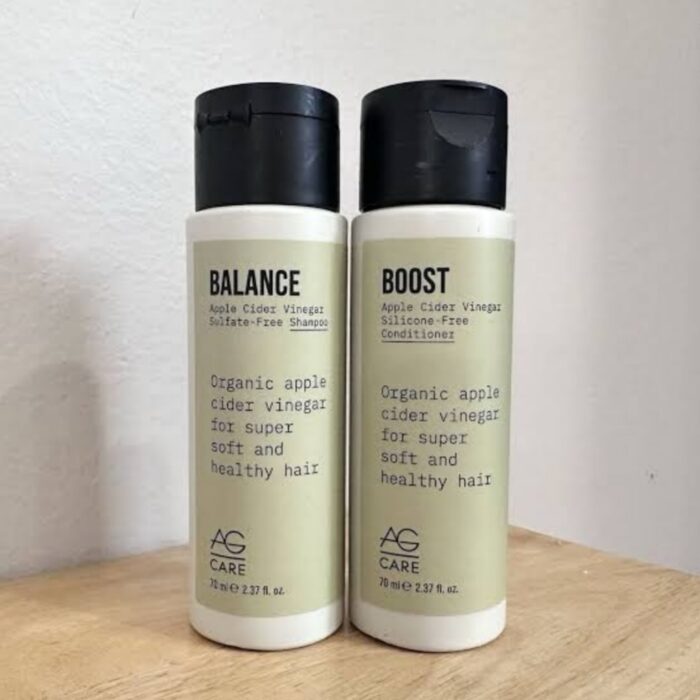 BALANCE
Apple Cider Vinegar
Sulfate-Free Shampoo
Organic apple
cider vinegar
for super
soft and
healthy hair
AG
CARE
70 ml ℮ 2.37 fl. oz.
BOOST
Apple Cider Vinegar
Silicone-Free
Conditioner
Organic apple
cider vinegar
for super
soft and
healthy hair
AG
CARE
70 ml ℮ 2.37 fl. oz.